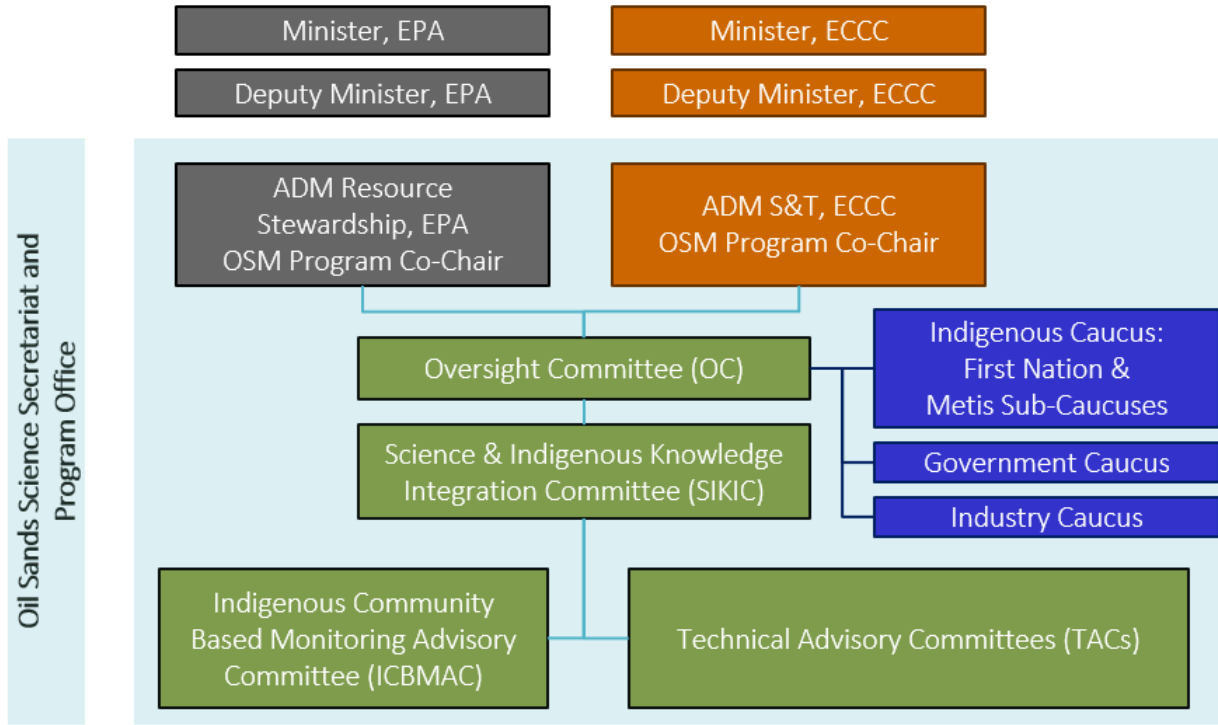 Minister, EPA
Minister, ECCC
Deputy Minister, EPA
Deputy Minister, ECCC
Oil Sands Science Secretariat and
Program Office
ADM Resource
Stewardship, EPA
OSM Program Co-Chair
ADM S&T, ECCC
OSM Program Co-Chair
Oversight Committee (OC)
Indigenous Caucus:
First Nation &
Metis Sub-Caucuses
Science & Indigenous Knowledge
Integration Committee (SIKIC)
Government Caucus
Industry Caucus
Indigenous Community
Based Monitoring Advisory
Committee (ICBMAC)
Technical Advisory Committees (TACs)